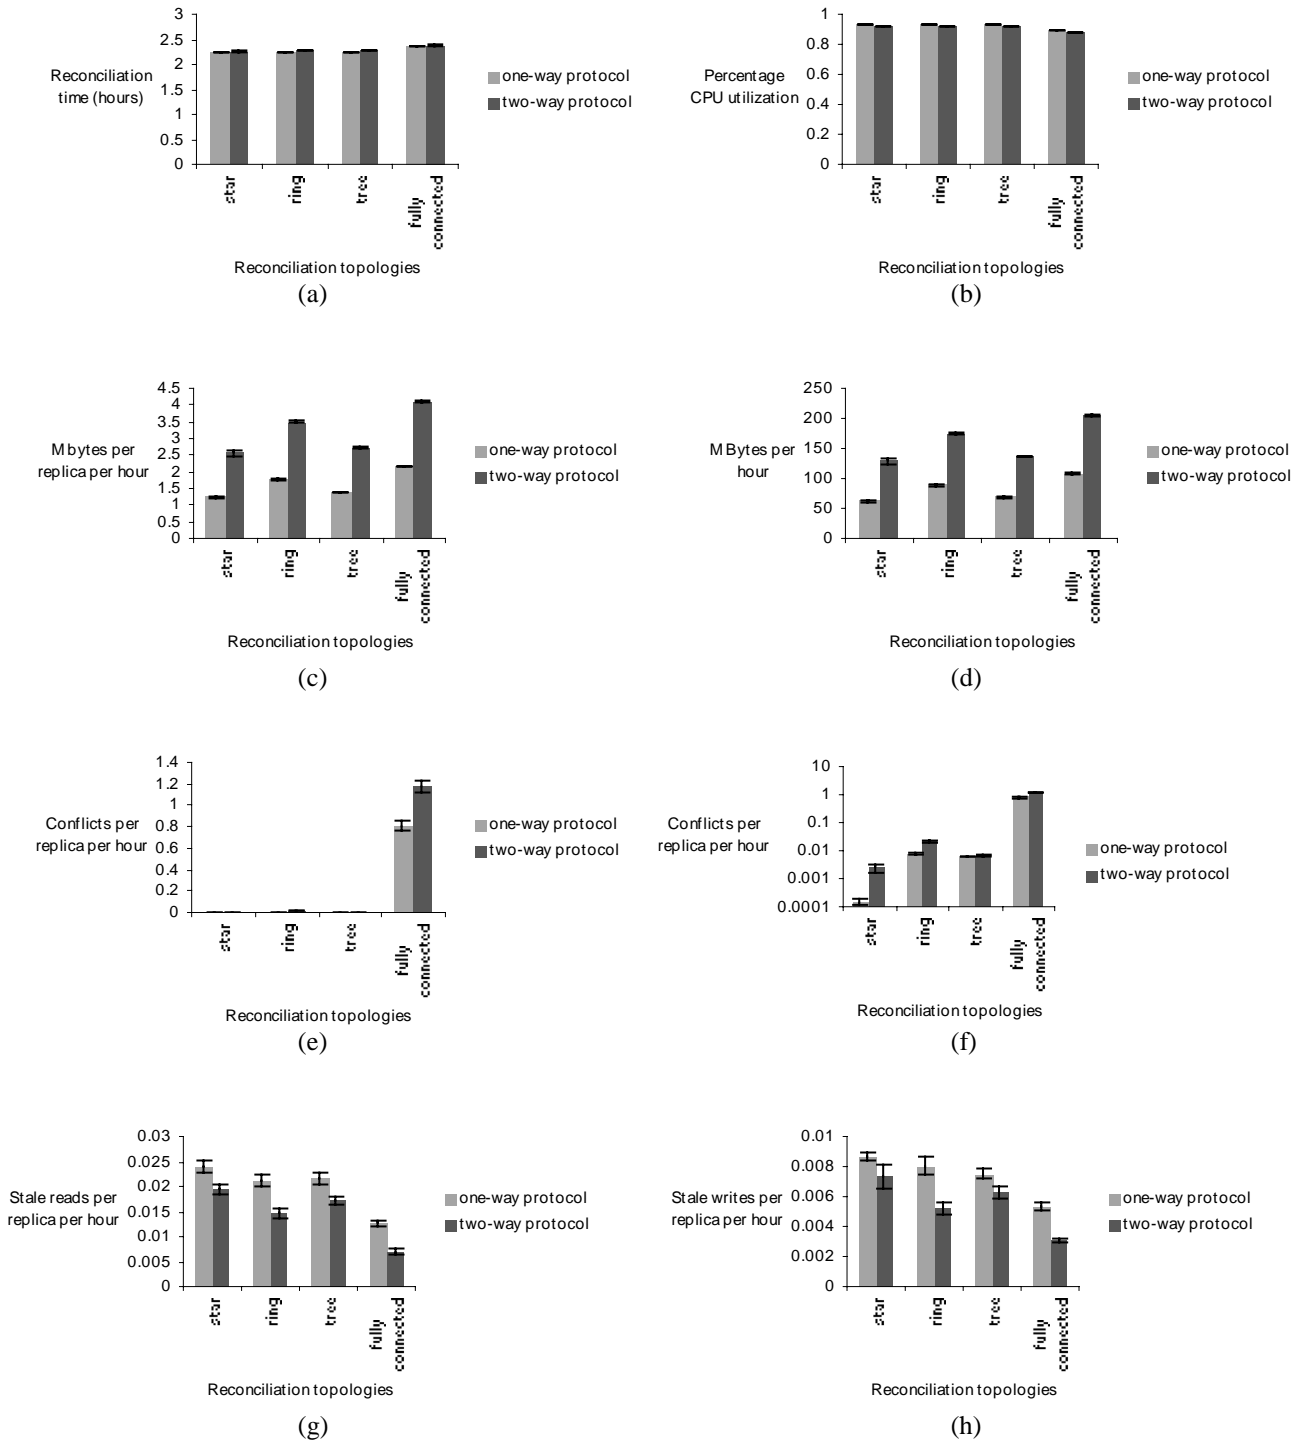 3
2.5
2
1.5
1
0.5
0
Reconciliation
time (hours)
one-way protocol
two-way protocol
star
ring
tree
fully
connected
Reconciliation topologies
(a)
1
0.8
0.6
0.4
0.2
0
Percentage
CPU utilization
one-way protocol
two-way protocol
star
ring
tree
fully
connected
Reconciliation topologies
(b)
4.5
4
3.5
3
2.5
2
1.5
1
0.5
0
Mbytes per
replica per hour
one-way protocol
two-way protocol
star
ring
tree
fully
connected
Reconciliation topologies
(c)
250
200
150
100
50
0
MBytes per
hour
one-way protocol
two-way protocol
star
ring
tree
fully
connected
Reconciliation topologies
(d)
1.4
1.2
1
0.8
0.6
0.4
0.2
0
Conflicts per
replica per hour
one-way protocol
two-way protocol
star
ring
tree
fully
connected
Reconciliation topologies
(e)
10
1
0.1
0.01
0.001
0.0001
Conflicts per
replica per hour
one-way protocol
two-way protocol
star
ring
tree
fully
connected
Reconciliation topologies
(f)
0.03
0.025
0.02
0.015
0.01
0.005
0
Stale reads per
replica per hour
one-way protocol
two-way protocol
star
ring
tree
fully
connected
Reconciliation topologies
(g)
0.01
0.008
0.006
0.004
0.002
0
Stale writes per
replica per hour
one-way protocol
two-way protocol
star
ring
tree
fully
connected
Reconciliation topologies
(h)